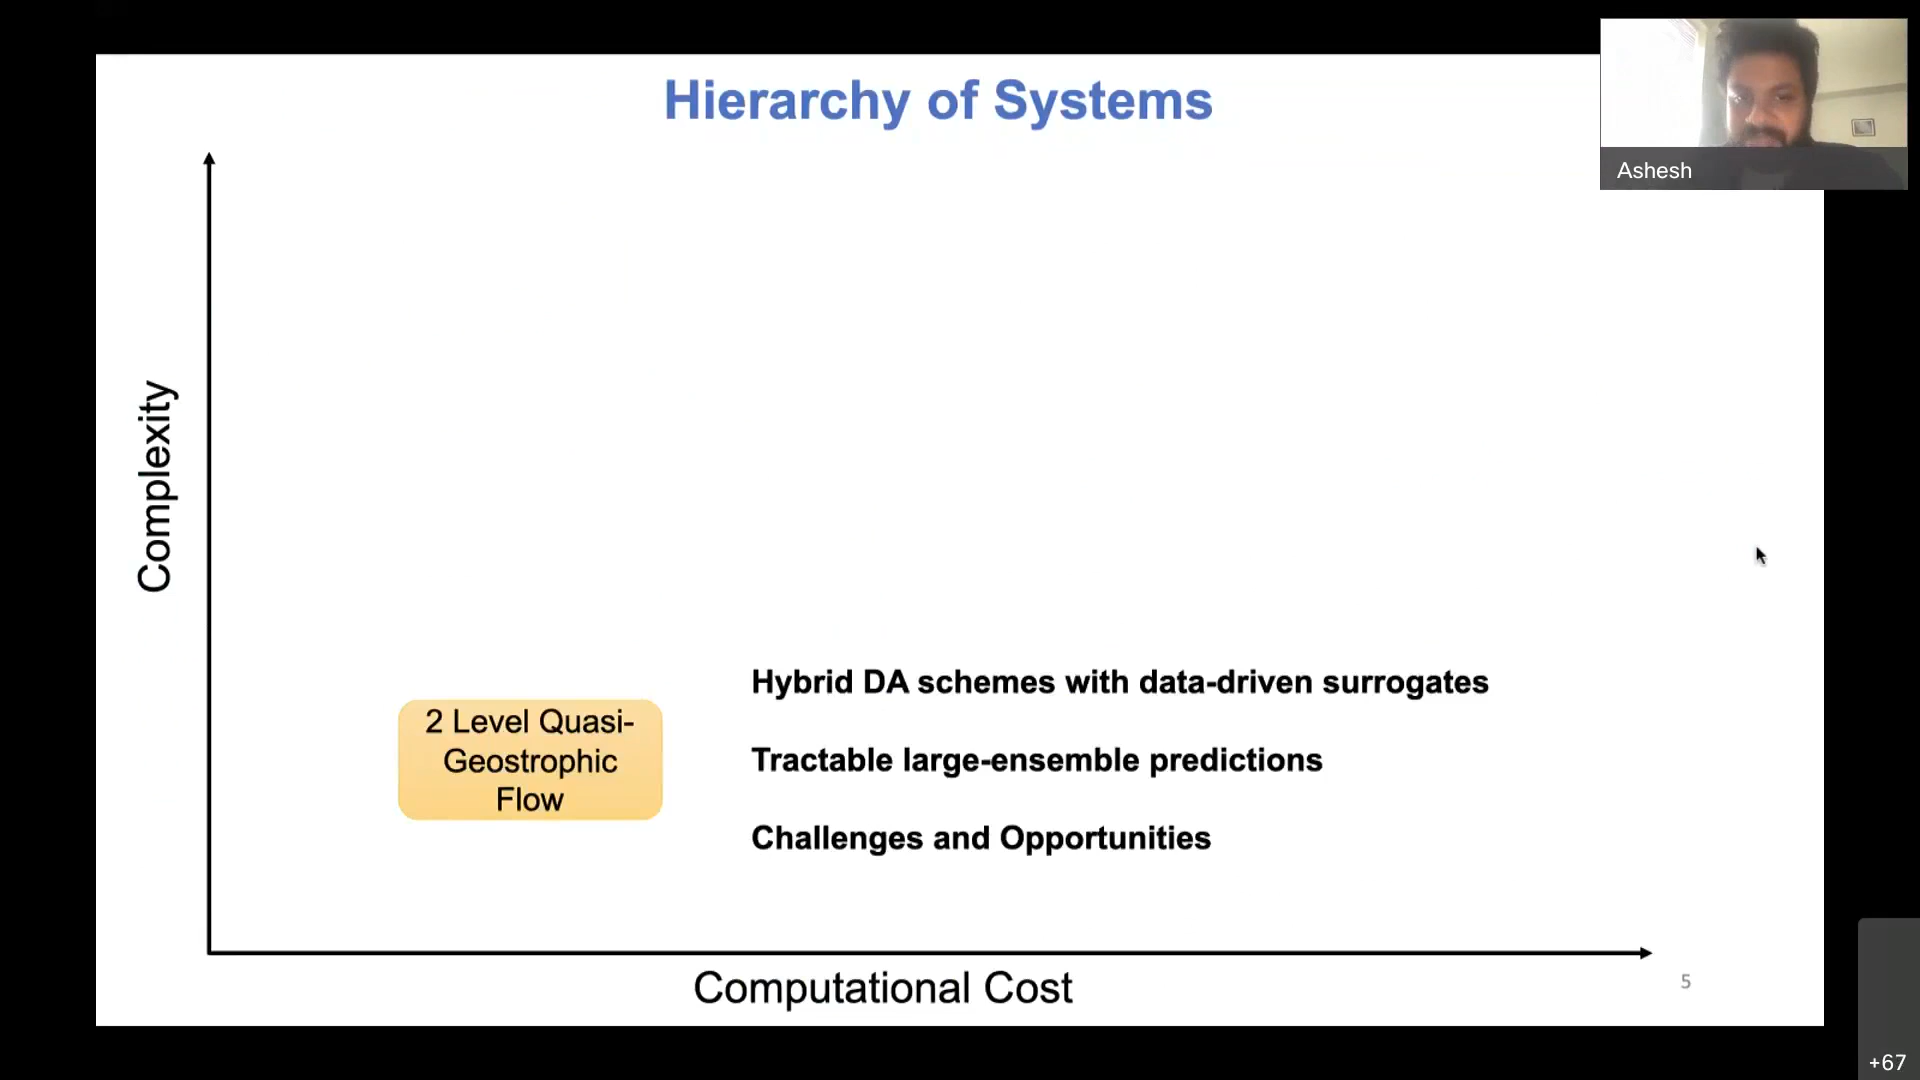 Hierarchy of Systems
Ashesh
Complexity
Hybrid DA schemes with data-driven surrogates
2 Level Quasi-
Geostrophic
Flow
Tractable large-ensemble predictions
Challenges and Opportunities
Computational Cost
5
+67